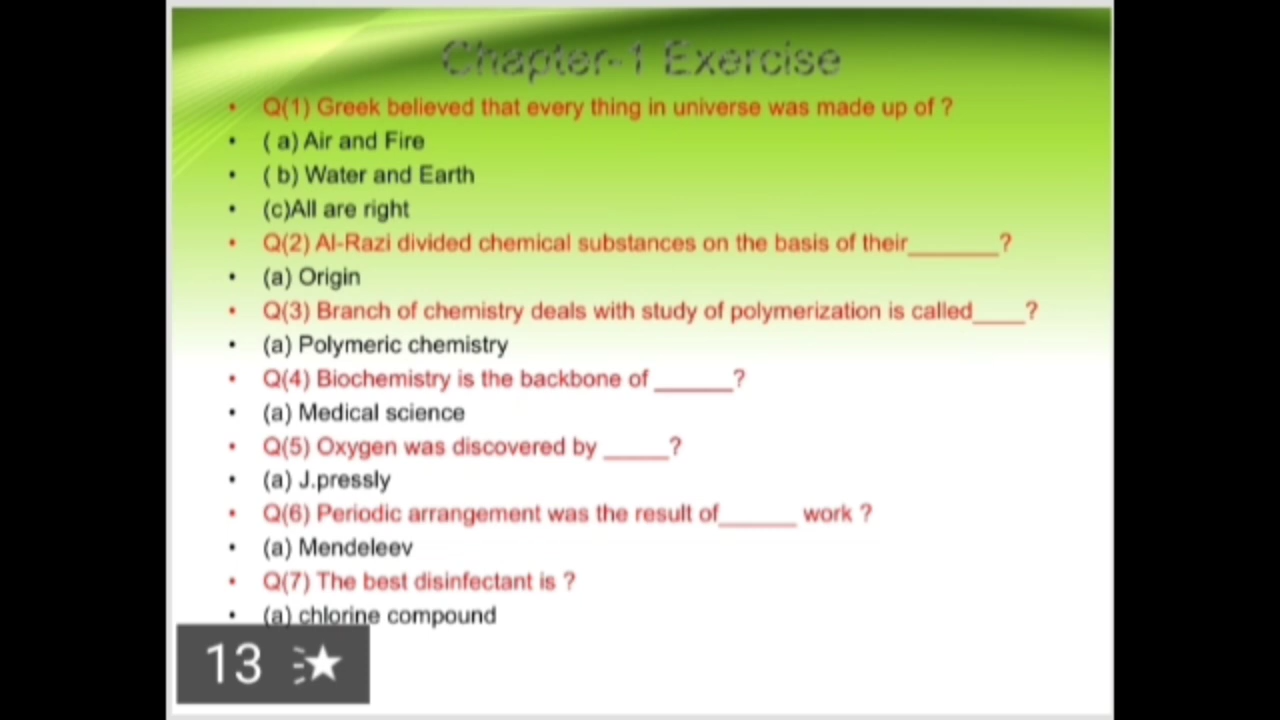 Chapter-1 Exercise
• Q(1) Greek believed that every thing in universe was made up of ?
• ( a) Air and Fire
• ( b) Water and Earth
• (c)All are right
• Q(2) Al-Razi divided chemical substances on the basis of their_______?
• (a) Origin
• Q(3) Branch of chemistry deals with study of polymerization is called____?
• (a) Polymeric chemistry
• Q(4) Biochemistry is the backbone of ______?
• (a) Medical science
• Q(5) Oxygen was discovered by _____?
• (a) J.pressly
• Q(6) Periodic arrangement was the result of______ work ?
• (a) Mendeleev
• Q(7) The best disinfectant is ?
• (a) chlorine compound
13